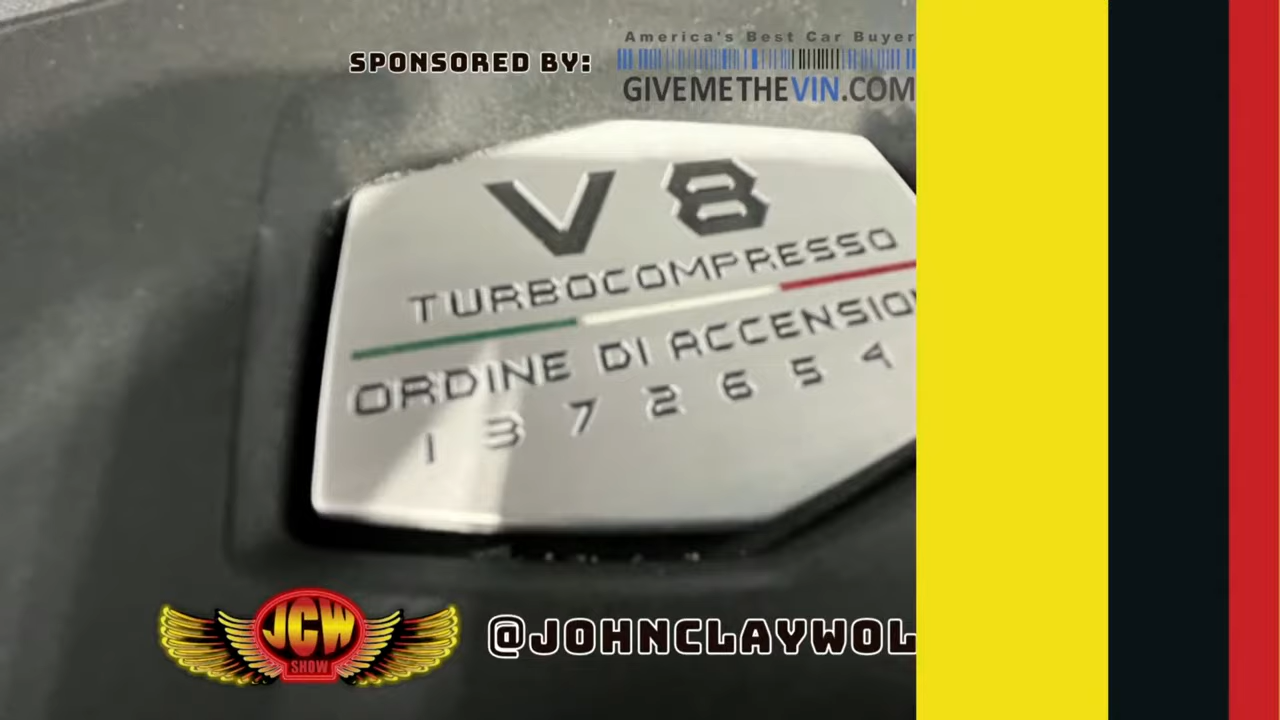 America's Best Car Buyer
SPONSORED BY:
GIVEMETHEVIN.COM
V8
TURBOCOMPRESSO
ORDINE DI ACCENSIO
1 3 7 2 6 5 4
JCW
SHOW
@JOHNCLAYWOL